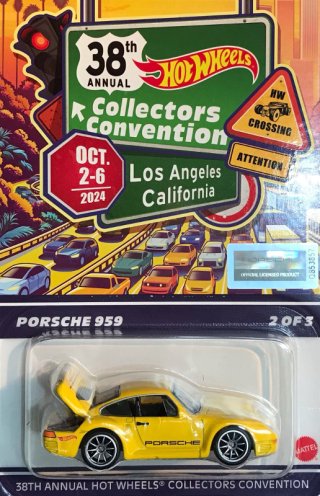 38th
ANNUAL
Hot Wheels
Collectors
Convention
HW
CROSSING
ATTENTION
OCT.
2-6
2024
Los Angeles
California
PORSCHE
OFFICIAL LICENSED PRODUCT
PORSCHE 959
2 OF 3
PORSCHE
MATTEL
38TH ANNUAL HOT WHEELS® COLLECTORS CONVENTION